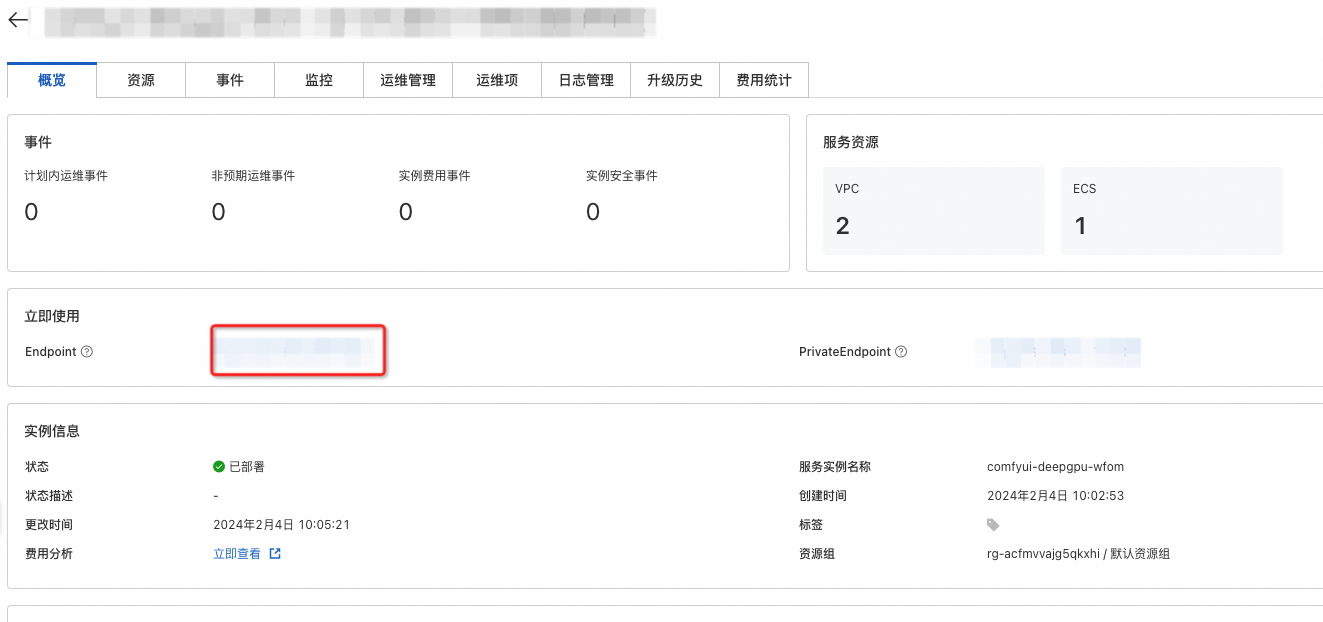 概览 资源 事件 监控 运维管理 运维项 日志管理 升级历史 费用统计
事件
计划内运维事件 非预期运维事件 实例费用事件 实例安全事件
0 0 0 0
服务资源
VPC ECS
2 1
立即使用
Endpoint PrivateEndpoint
实例信息
状态 已部署 服务实例名称 comfyui-deepgpu-wfom
状态描述 - 创建时间 2024年2月4日 10:02:53
更改时间 2024年2月4日 10:05:21 标签
费用分析 立即查看 资源组 rg-acfmvvajg5qkxhi / 默认资源组